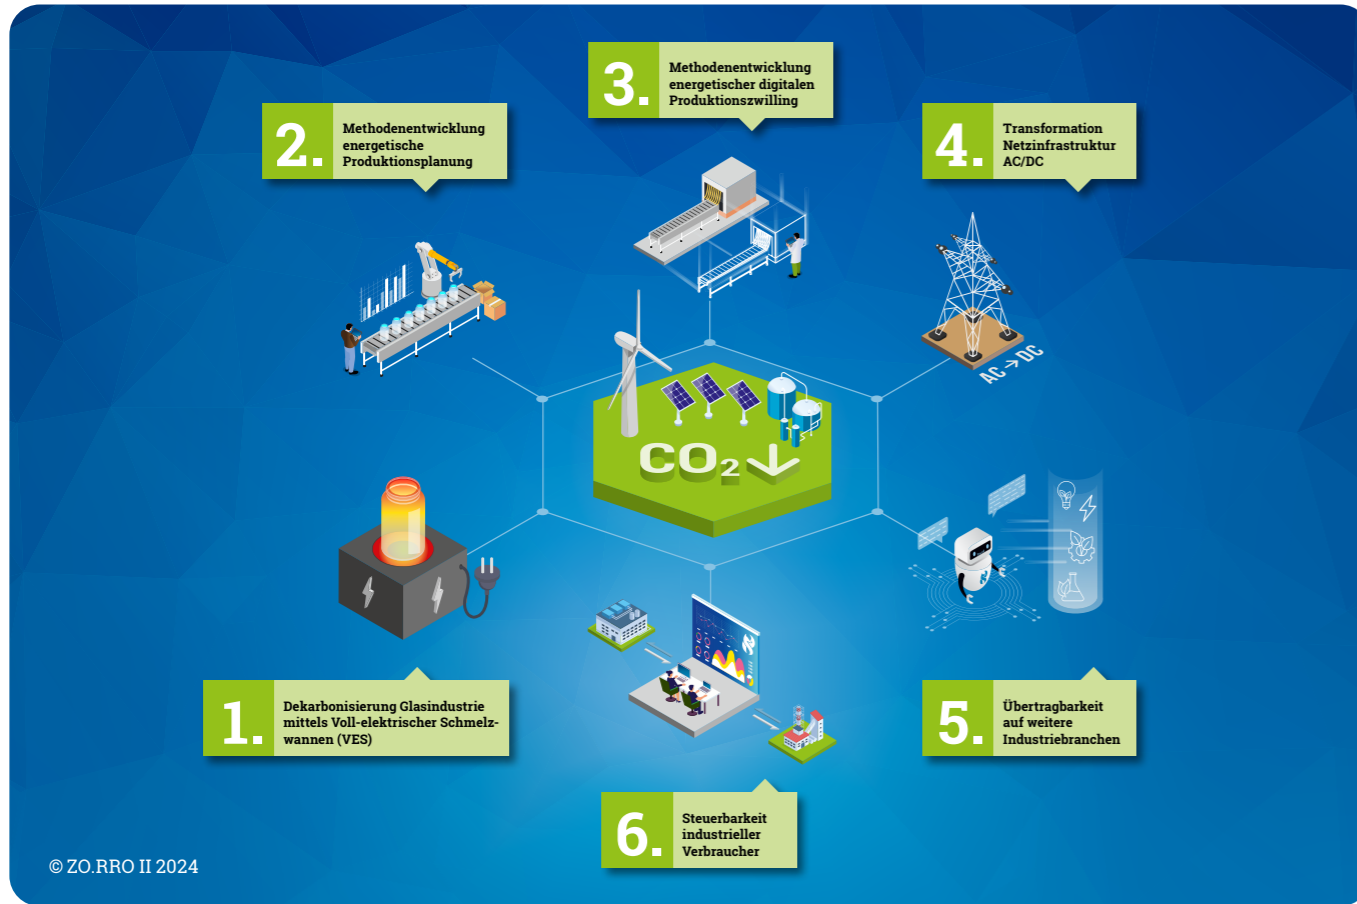 3.
Methodenentwicklung
energetischer digitalen
Produktionszwilling
2.
Methodenentwicklung
energetische
Produktionsplanung
4.
Transformation
Netzinfrastruktur
AC/DC
AC → DC
CO₂ ↓
1.
Dekarbonisierung Glasindustrie
mittels Voll-elektrischer Schmelz-
wannen (VES)
5.
Übertragbarkeit
auf weitere
Industriebranchen
6.
Steuerbarkeit
industrieller
Verbraucher
© ZO.RRO II 2024